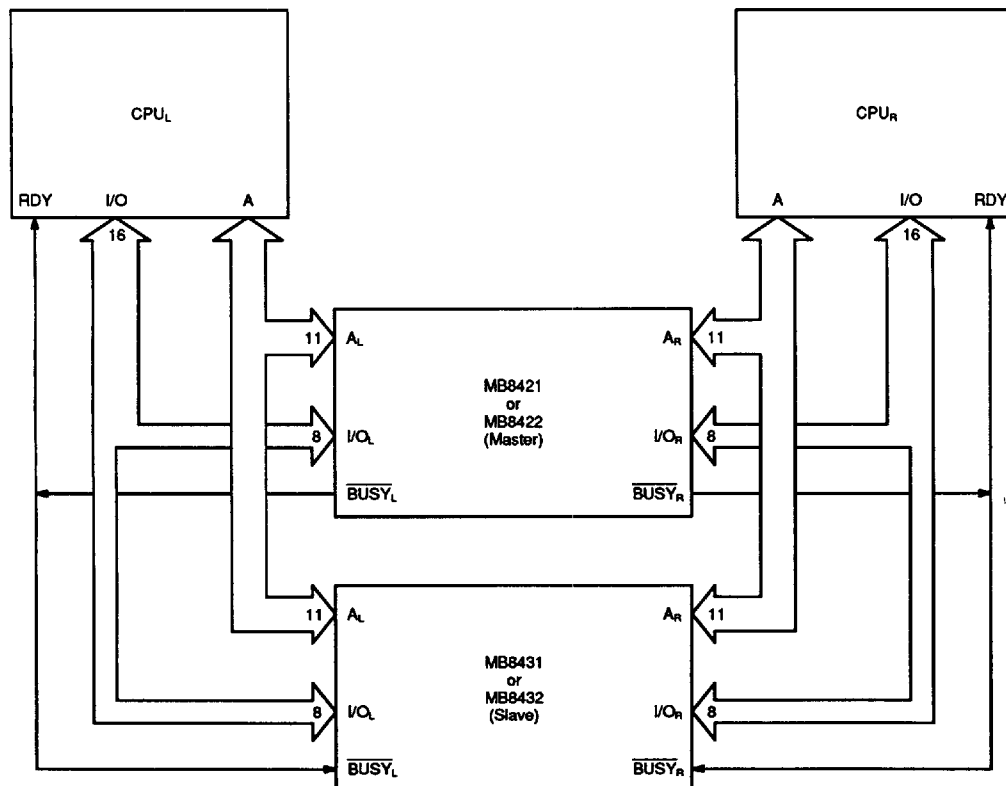 CPUL
CPUR
RDY
I/O
A
A
I/O
RDY
16
16
11
AL
AR
11
MB8421
or
MB8422
(Master)
8
I/OL
I/OR
8
BUSYL
BUSYR
11
AL
AR
11
MB8431
or
MB8432
(Slave)
8
I/OL
I/OR
8
BUSYL
BUSYR